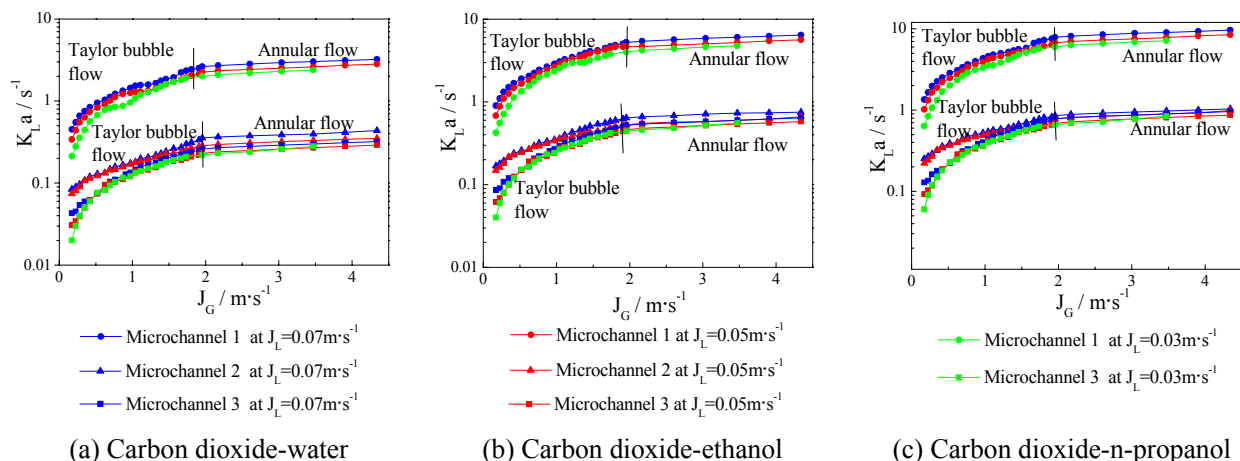 10
1
0.1
0.01
K_L a / s^-1
Taylor bubble
flow
Annular flow
Taylor bubble
flow
Annular flow
0 1 2 3 4
J_G / m·s^-1
Microchannel 1 at J_L=0.07m·s^-1
Microchannel 2 at J_L=0.07m·s^-1
Microchannel 3 at J_L=0.07m·s^-1
(a) Carbon dioxide-water
10
1
0.1
0.01
K_L a / s^-1
Taylor bubble
flow
Annular flow
Annular flow
Taylor bubble
flow
0 1 2 3 4
J_G / m·s^-1
Microchannel 1 at J_L=0.05m·s^-1
Microchannel 2 at J_L=0.05m·s^-1
Microchannel 3 at J_L=0.05m·s^-1
(b) Carbon dioxide-ethanol
10
1
0.1
K_L a / s^-1
Taylor bubble
flow
Annular flow
Taylor bubble
flow
Annular flow
0 1 2 3 4
J_G / m·s^-1
Microchannel 1 at J_L=0.03m·s^-1
Microchannel 3 at J_L=0.03m·s^-1
(c) Carbon dioxide-n-propanol